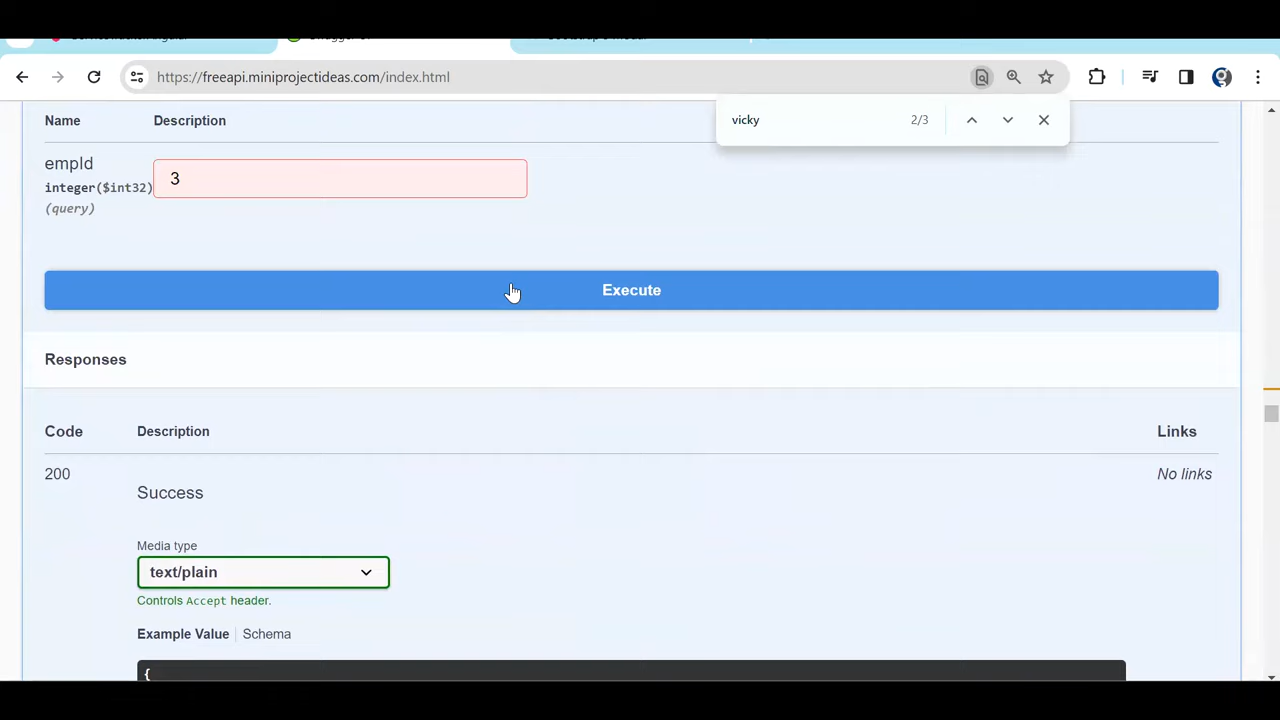 https://freeapi.miniprojectideas.com/index.html
vicky 2/3
Name Description
empId
integer($int32)
(query)
3
Execute
Responses
Code Description Links
200 Success No links
Media type
text/plain
Controls Accept header.
Example Value Schema
{